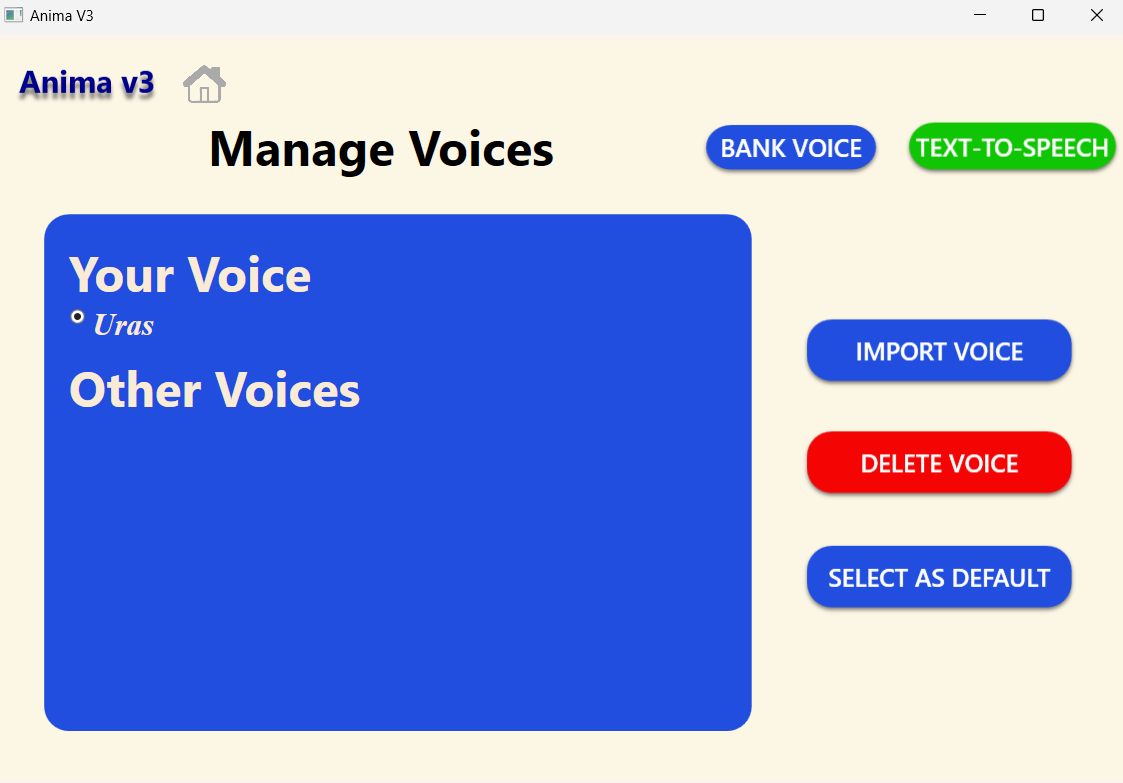 Anima V3
Anima v3
Manage Voices
BANK VOICE
TEXT-TO-SPEECH
Your Voice
Uras
Other Voices
IMPORT VOICE
DELETE VOICE
SELECT AS DEFAULT